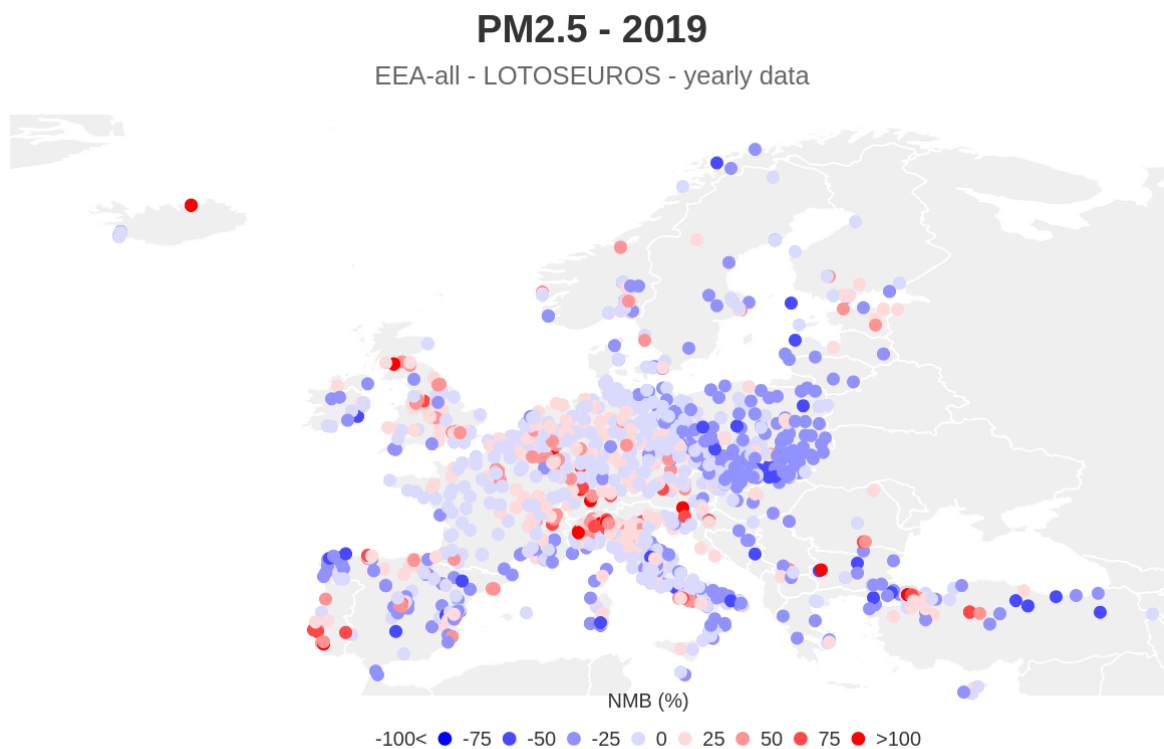 PM2.5 - 2019
EEA-all - LOTOSEUROS - yearly data
NMB (%)
-100< -75 -50 -25 0 25 50 75 >100